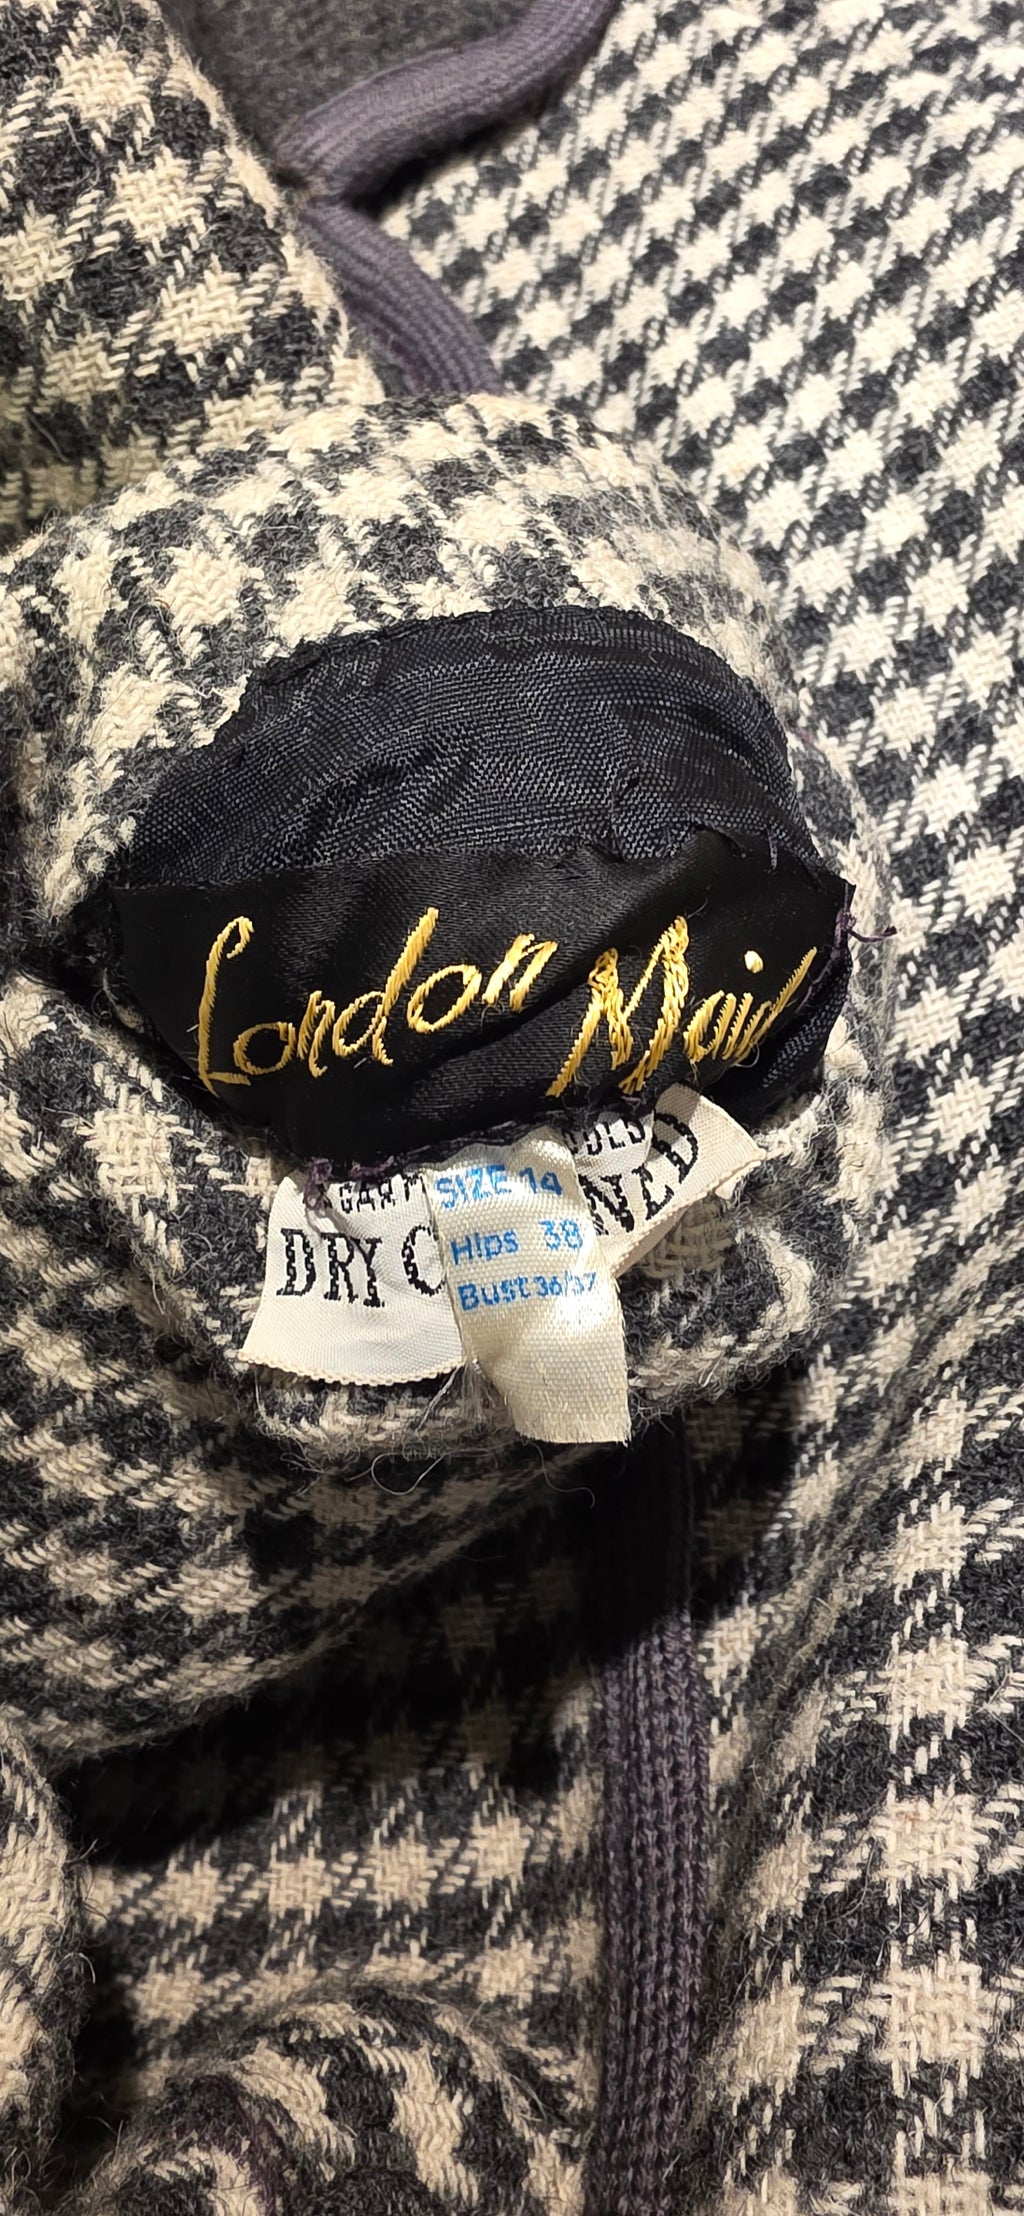 London Maid
SIZE 14
Hips 38
Bust 36/37
DRY